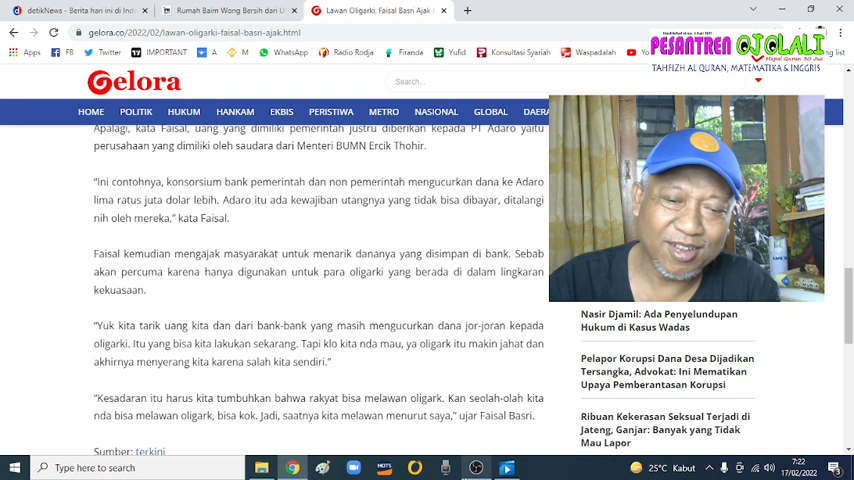 detikNews - Berita hari ini di Ind
Rumah Baim Wong Bersih dari U
Lawan Oligarki, Faisal Basri Ajak
gelora.co/2022/02/lawan-oligarki-faisal-basri-ajak.html
Apps
FB
Twitter
IMPORTANT
A
M
WhatsApp
Radio Rodja
Firanda
Yufid
Konsultasi Syariah
Waspadalah
Yo
ng list
PESANTREN OJOLALI
Hapal Quran 30 Juz
TAHFIZH AL QURAN, MATEMATIKA & INGGRIS
Gelora
Search...
HOME
POLITIK
HUKUM
HANKAM
EKBIS
PERISTIWA
METRO
NASIONAL
GLOBAL
DAERA
Apalagi, kata Faisal, uang yang dimiliki pemerintah justru diberikan kepada PT Adaro yaitu
perusahaan yang dimiliki oleh saudara dari Menteri BUMN Ercik Thohir.
“Ini contohnya, konsorsium bank pemerintah dan non pemerintah mengucurkan dana ke Adaro
lima ratus juta dolar lebih. Adaro itu ada kewajiban utangnya yang tidak bisa dibayar, ditalangi
nih oleh mereka,” kata Faisal.
Faisal kemudian mengajak masyarakat untuk menarik dananya yang disimpan di bank. Sebab
akan percuma karena hanya digunakan untuk para oligarki yang berada di dalam lingkaran
kekuasaan.
“Yuk kita tarik uang kita dan dari bank-bank yang masih mengucurkan dana jor-joran kepada
oligarki. Itu yang bisa kita lakukan sekarang. Tapi klo kita nda mau, ya oligark itu makin jahat dan
akhirnya menyerang kita karena salah kita sendiri.”
“Kesadaran itu harus kita tumbuhkan bahwa rakyat bisa melawan oligark. Kan seolah-olah kita
nda bisa melawan oligark, bisa kok. Jadi, saatnya kita melawan menurut saya,” ujar Faisal Basri.
Sumber: terkini
Nasir Djamil: Ada Penyelundupan
Hukum di Kasus Wadas
Pelapor Korupsi Dana Desa Dijadikan
Tersangka, Advokat: Ini Mematikan
Upaya Pemberantasan Korupsi
Ribuan Kekerasan Seksual Terjadi di
Jateng, Ganjar: Banyak yang Tidak
Mau Lapor
Type here to search
HOTS
25°C Kabut
7:22
17/02/2022
3